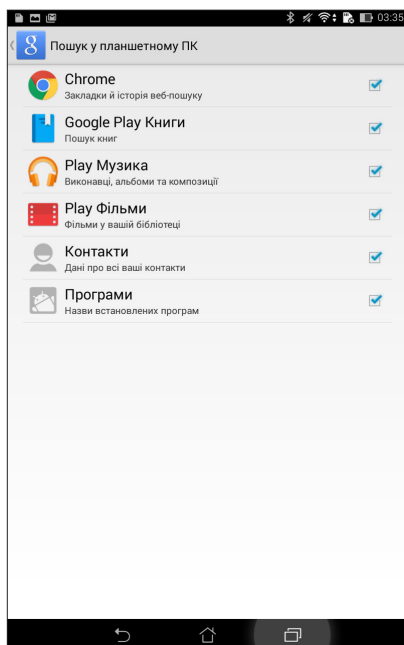 03:35
Пошук у планшетному ПК
Chrome
Закладки й історія веб-пошуку
Google Play Книги
Пошук книг
Play Музика
Виконавці, альбоми та композиції
Play Фільми
Фільми у вашій бібліотеці
Контакти
Дані про всі ваші контакти
Програми
Назви встановлених програм